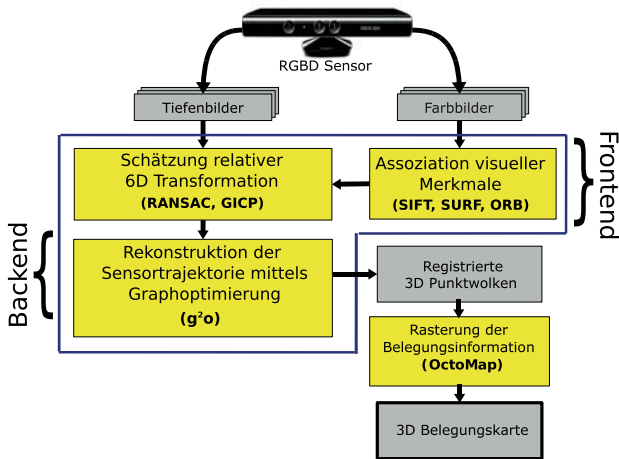 RGBD Sensor
Tiefenbilder
Farbbilder
Schätzung relativer
6D Transformation
(RANSAC, GICP)
Assoziation visueller
Merkmale
(SIFT, SURF, ORB)
Frontend
Backend
Rekonstruktion der
Sensortrajektorie mittels
Graphoptimierung
(g²o)
Registrierte
3D Punktwolken
Rasterung der
Belegungsinformation
(OctoMap)
3D Belegungskarte